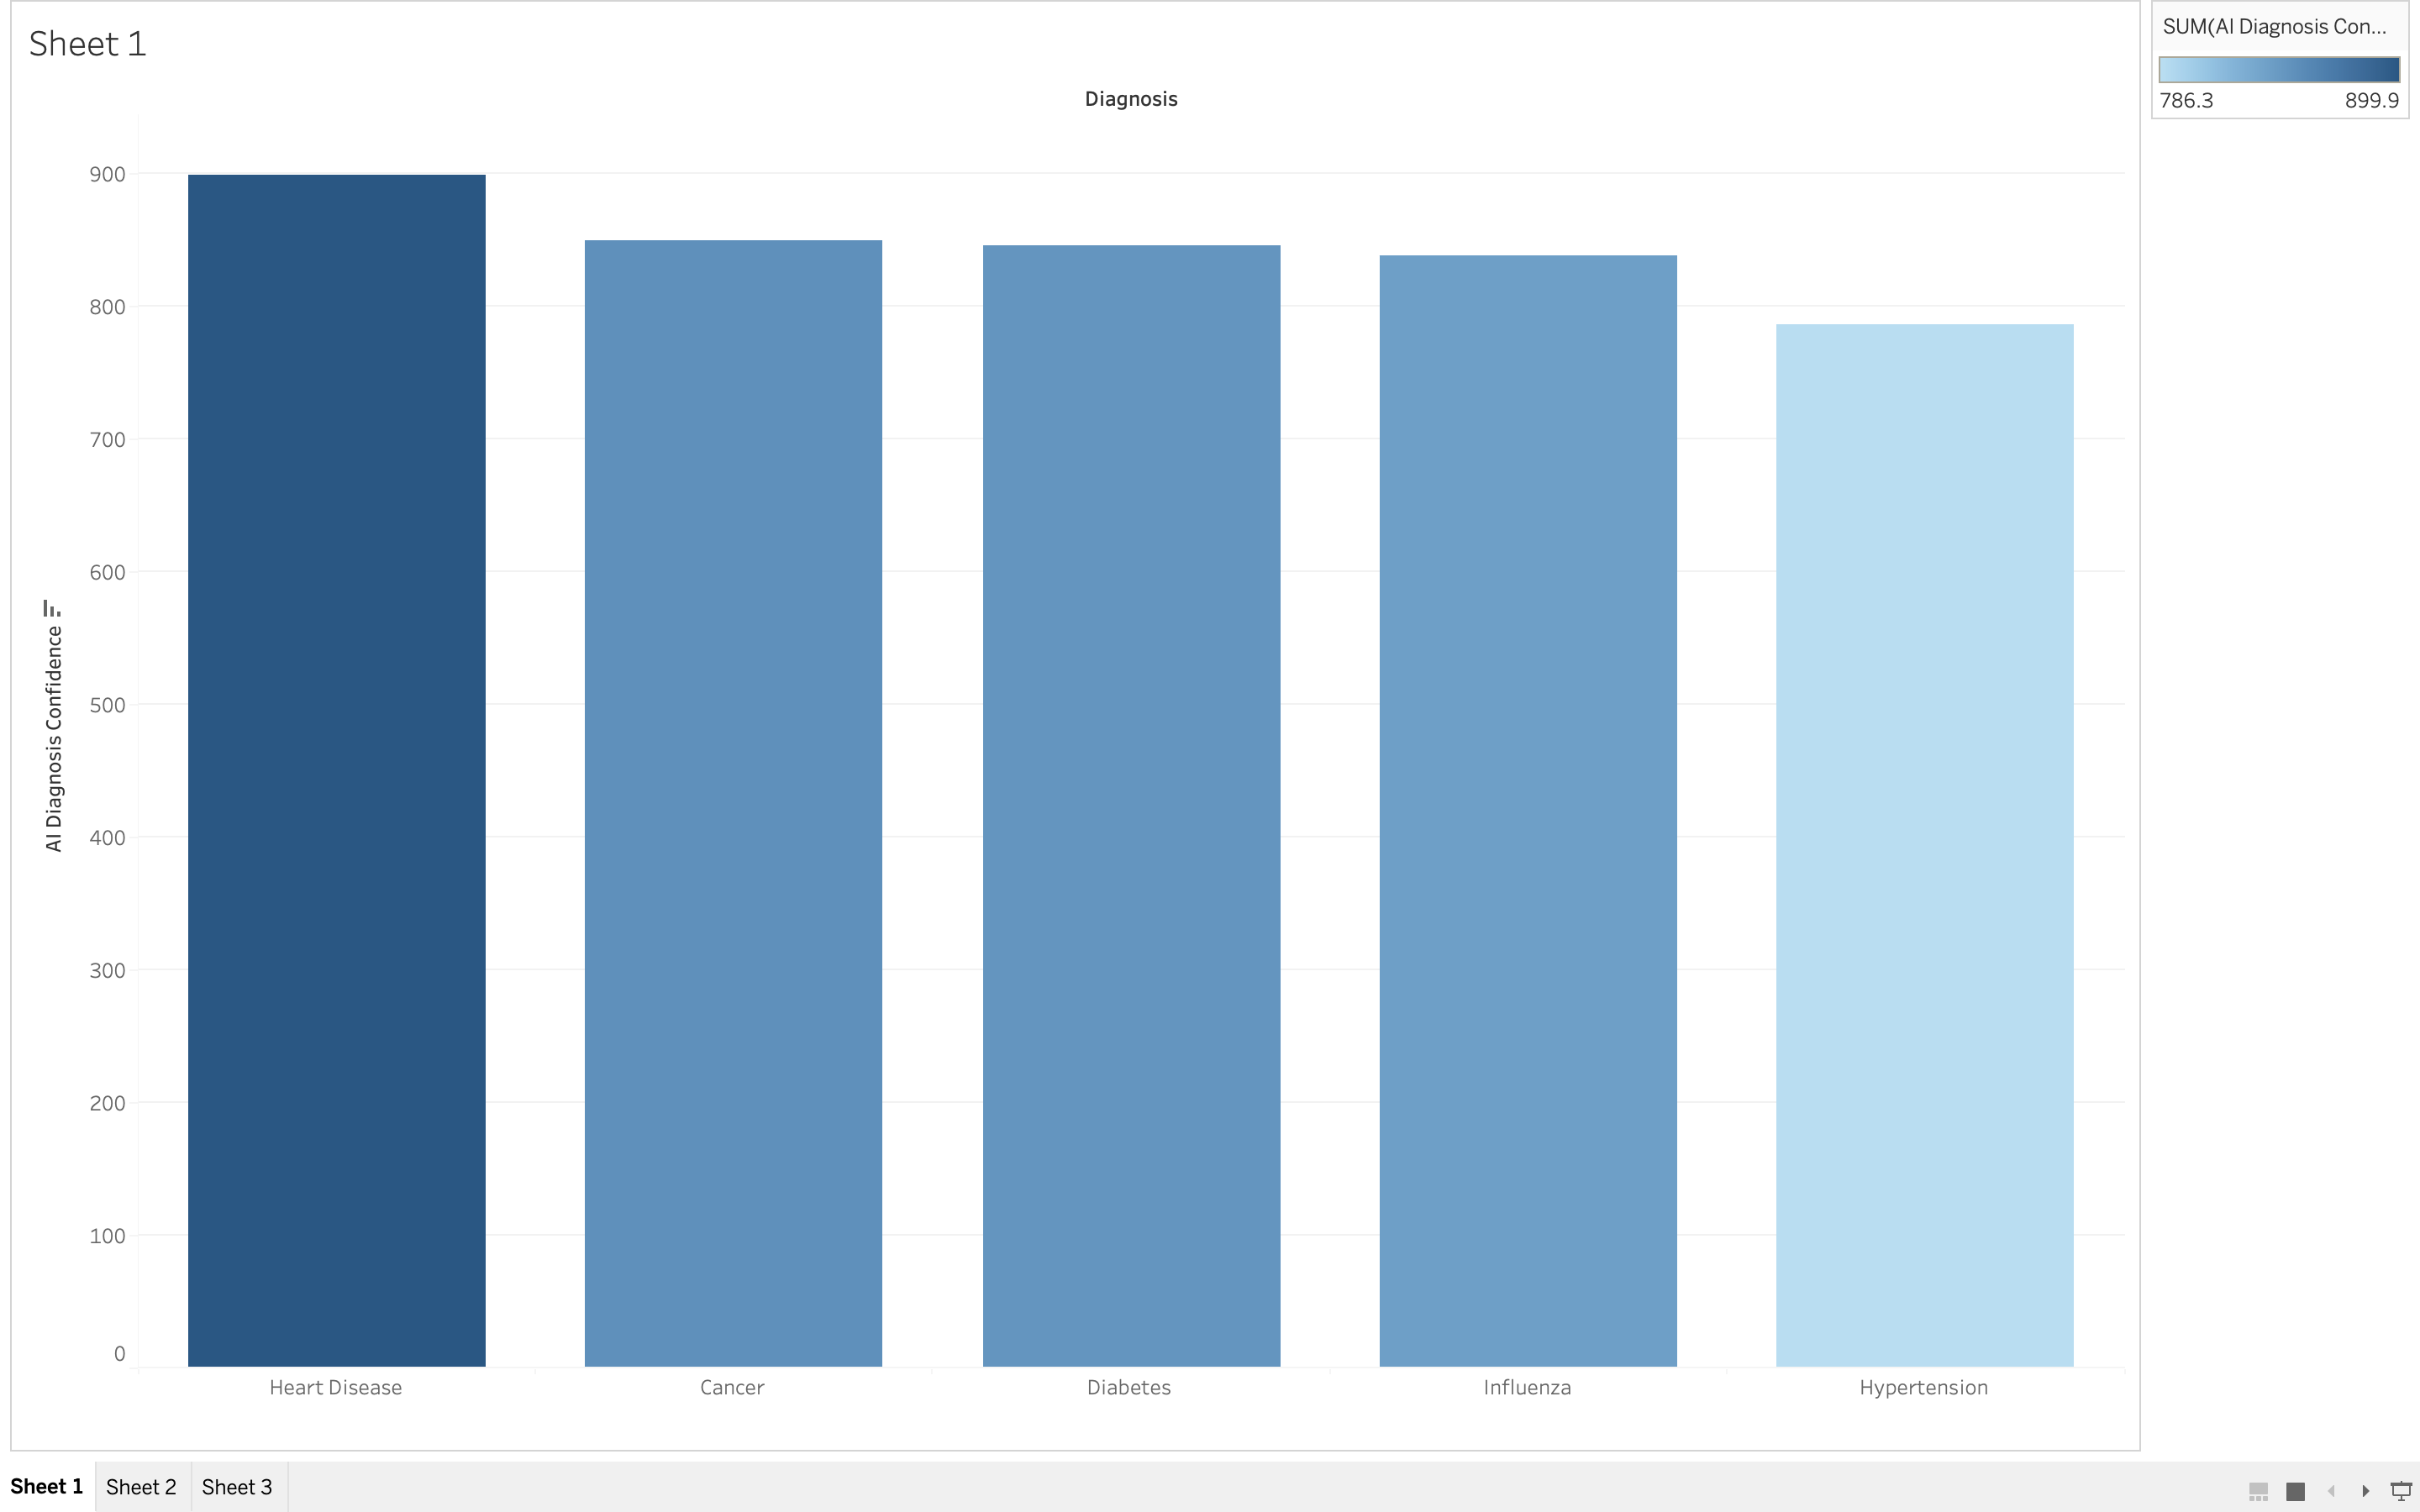 Sheet 1
SUM(AI Diagnosis Con...
786.3 899.9
Diagnosis
AI Diagnosis Confidence
900
800
700
600
500
400
300
200
100
0
Heart Disease Cancer Diabetes Influenza Hypertension
Sheet 1 Sheet 2 Sheet 3